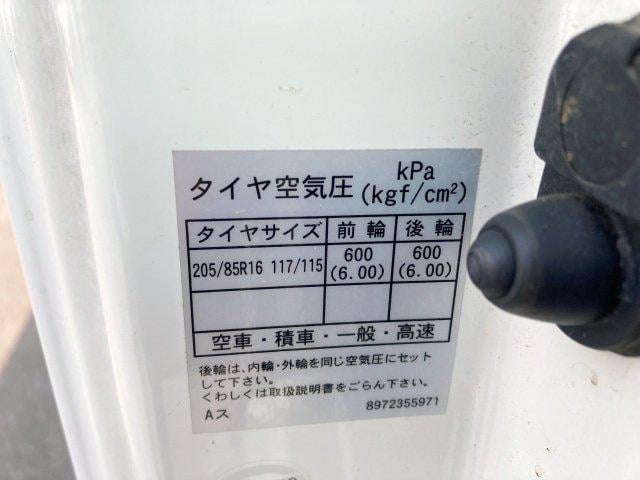 タイヤ空気圧 kPa
(kgf/cm²)
タイヤサイズ 前輪 後輪
205/85R16 117/115 600 600
(6.00) (6.00)
空車・積車・一般・高速
後輪は、内輪・外輪を同じ空気圧にセット
して下さい。
くわしくは取扱説明書をごらん下さい。
Aス 8972355971